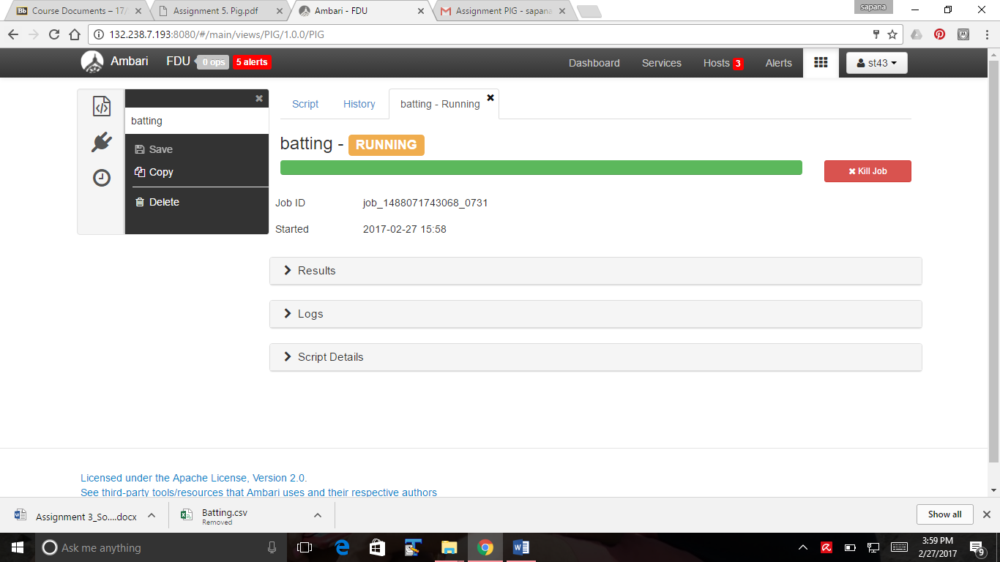 sapana
Course Documents – 17/
Assignment 5. Pig.pdf
Ambari - FDU
Assignment PIG - sapana
132.238.7.193:8080/#/main/views/PIG/1.0.0/PIG
Ambari FDU 0 ops 5 alerts Dashboard Services Hosts 3 Alerts st43
batting
Save
Copy
Delete
Script History batting - Running
batting - RUNNING
Kill Job
Job ID job_1488071743068_0731
Started 2017-02-27 15:58
Results
Logs
Script Details
Licensed under the Apache License, Version 2.0.
See third-party tools/resources that Ambari uses and their respective authors
Assignment 3_So....docx
Batting.csv
Removed
Show all
Ask me anything
3:59 PM
2/27/2017
9